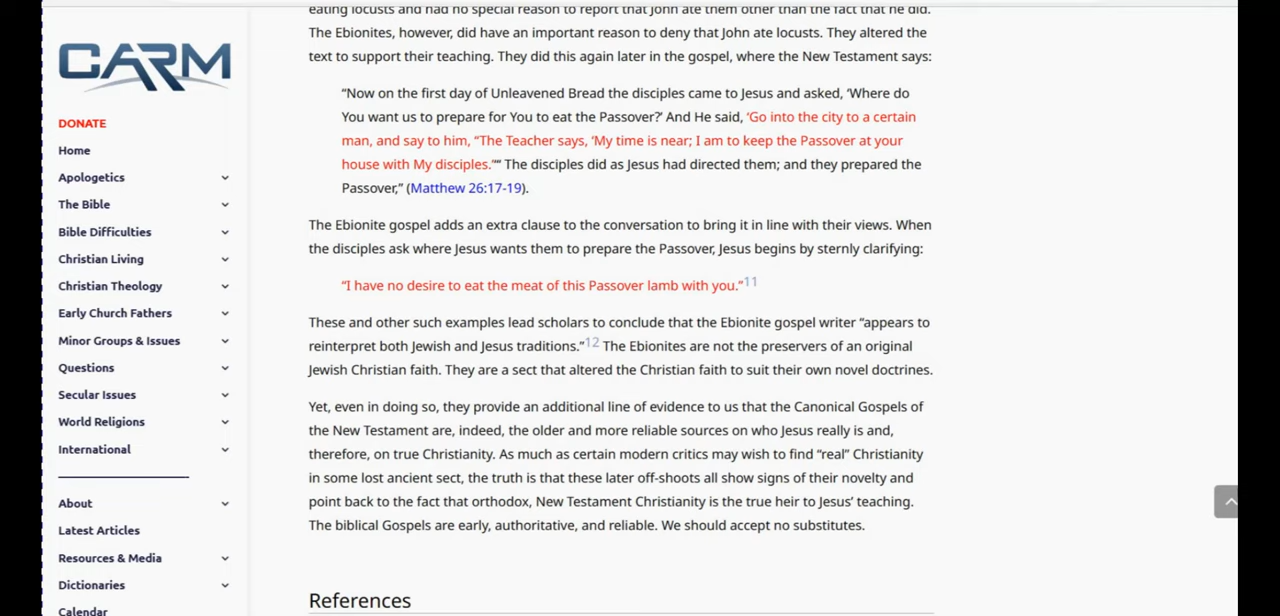 eating locusts and had no special reason to report that John ate them other than the fact that he did.
The Ebionites, however, did have an important reason to deny that John ate locusts. They altered the
text to support their teaching. They did this again later in the gospel, where the New Testament says:
CARM
DONATE
Home
Apologetics
The Bible
Bible Difficulties
Christian Living
Christian Theology
Early Church Fathers
Minor Groups & Issues
Questions
Secular Issues
World Religions
International
About
Latest Articles
Resources & Media
Dictionaries
Calendar
“Now on the first day of Unleavened Bread the disciples came to Jesus and asked, ‘Where do
You want us to prepare for You to eat the Passover?’ And He said, ‘Go into the city to a certain
man, and say to him, “The Teacher says, ‘My time is near; I am to keep the Passover at your
house with My disciples.’”‘ The disciples did as Jesus had directed them; and they prepared the
Passover,” (Matthew 26:17-19).
The Ebionite gospel adds an extra clause to the conversation to bring it in line with their views. When
the disciples ask where Jesus wants them to prepare the Passover, Jesus begins by sternly clarifying:
“I have no desire to eat the meat of this Passover lamb with you.”11
These and other such examples lead scholars to conclude that the Ebionite gospel writer “appears to
reinterpret both Jewish and Jesus traditions.”12 The Ebionites are not the preservers of an original
Jewish Christian faith. They are a sect that altered the Christian faith to suit their own novel doctrines.
Yet, even in doing so, they provide an additional line of evidence to us that the Canonical Gospels of
the New Testament are, indeed, the older and more reliable sources on who Jesus really is and,
therefore, on true Christianity. As much as certain modern critics may wish to find “real” Christianity
in some lost ancient sect, the truth is that these later off-shoots all show signs of their novelty and
point back to the fact that orthodox, New Testament Christianity is the true heir to Jesus’ teaching.
The biblical Gospels are early, authoritative, and reliable. We should accept no substitutes.
References